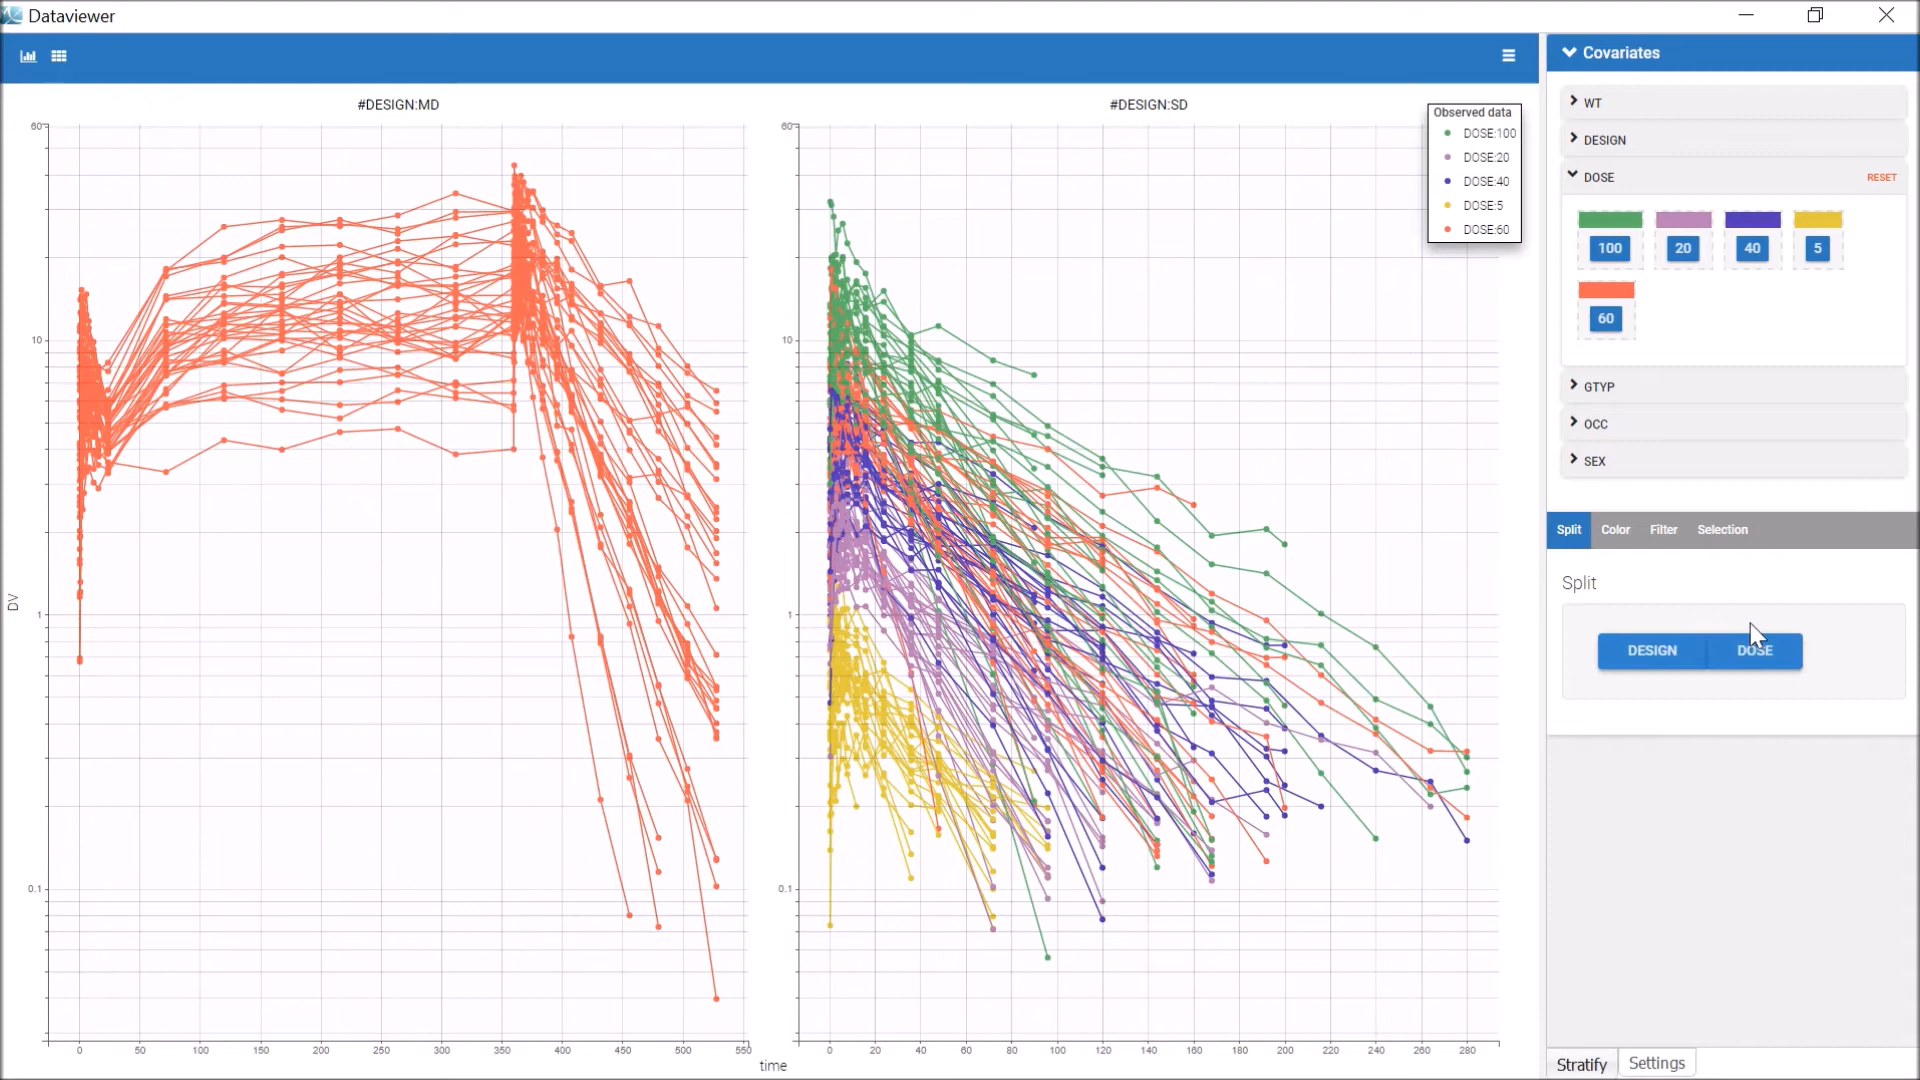 Dataviewer
#DESIGN:MD
#DESIGN:SD
60
10
1
0.1
DV
0 50 100 150 200 250 300 350 400 450 500 550
60
10
1
0.1
0 20 40 60 80 100 120 140 160 180 200 220 240 260 280
time
Observed data
DOSE:100
DOSE:20
DOSE:40
DOSE:5
DOSE:60
Covariates
WT
DESIGN
DOSE RESET
100 20 40 5
60
GTYP
OCC
SEX
Split Color Filter Selection
Split
DESIGN DOSE
Stratify Settings